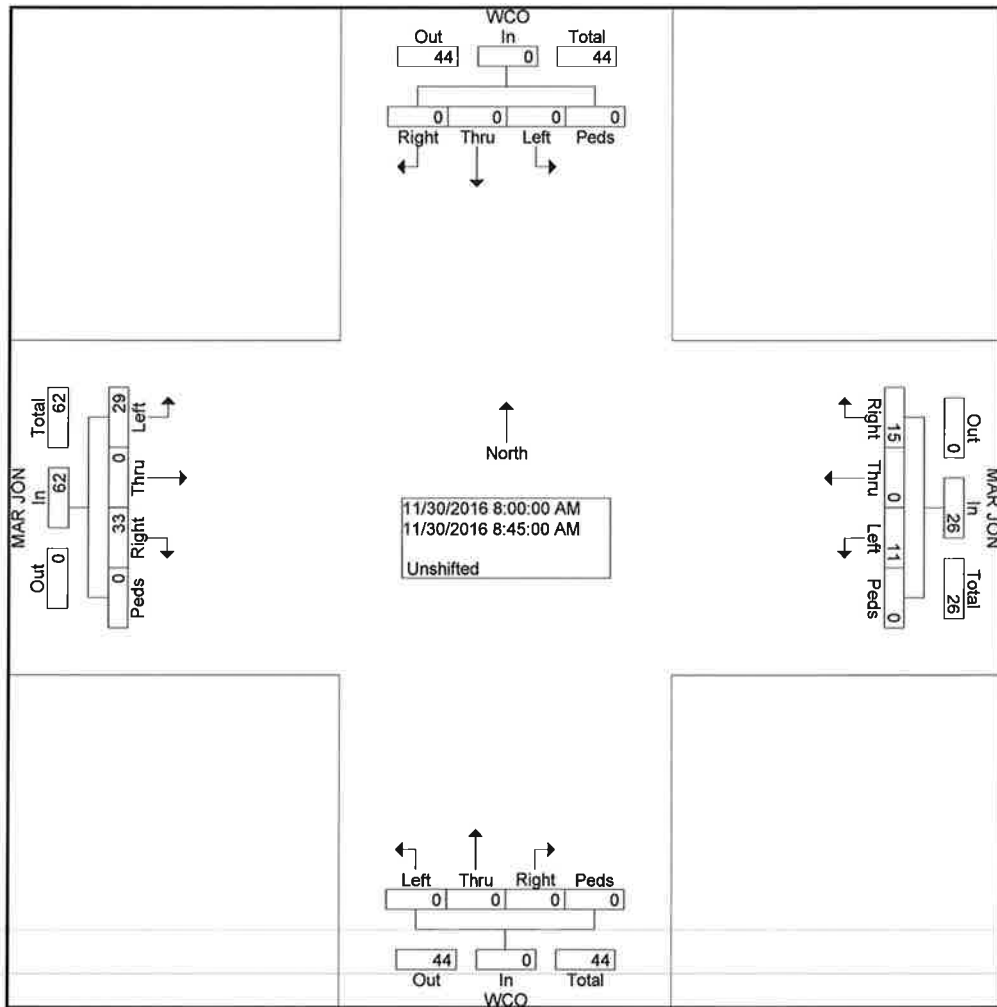 WCO
Out In Total
44 0 44
0 0 0 0
Right Thru Left Peds
Total In Out
62 62 0
29 0 33 0
Left Thru Right Peds
MAR JON
North
11/30/2016 8:00:00 AM
11/30/2016 8:45:00 AM
Unshifted
Right Thru Left Peds
15 0 11 0
Out In Total
0 26 26
MAR JON
Left Thru Right Peds
0 0 0 0
44 0 44
Out In Total
WCO